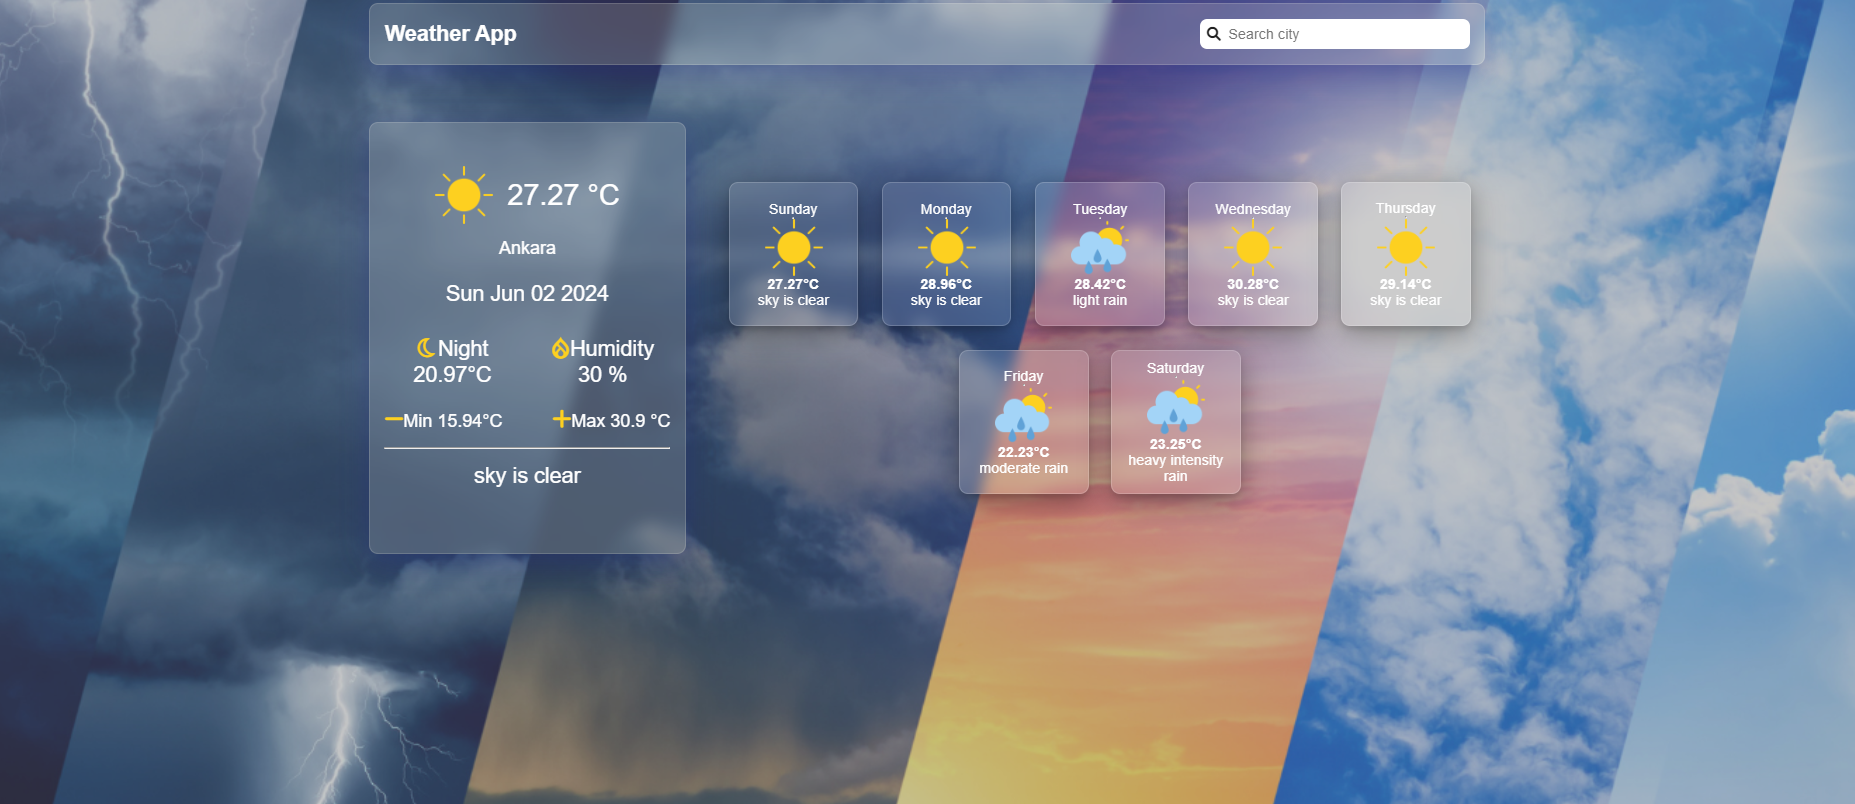 Weather App
Search city
27.27 °C
Ankara
Sun Jun 02 2024
Night
20.97°C
Humidity
30 %
Min 15.94°C
Max 30.9 °C
sky is clear
Sunday
27.27°C
sky is clear
Monday
28.96°C
sky is clear
Tuesday
28.42°C
light rain
Wednesday
30.28°C
sky is clear
Thursday
29.14°C
sky is clear
Friday
22.23°C
moderate rain
Saturday
23.25°C
heavy intensity
rain